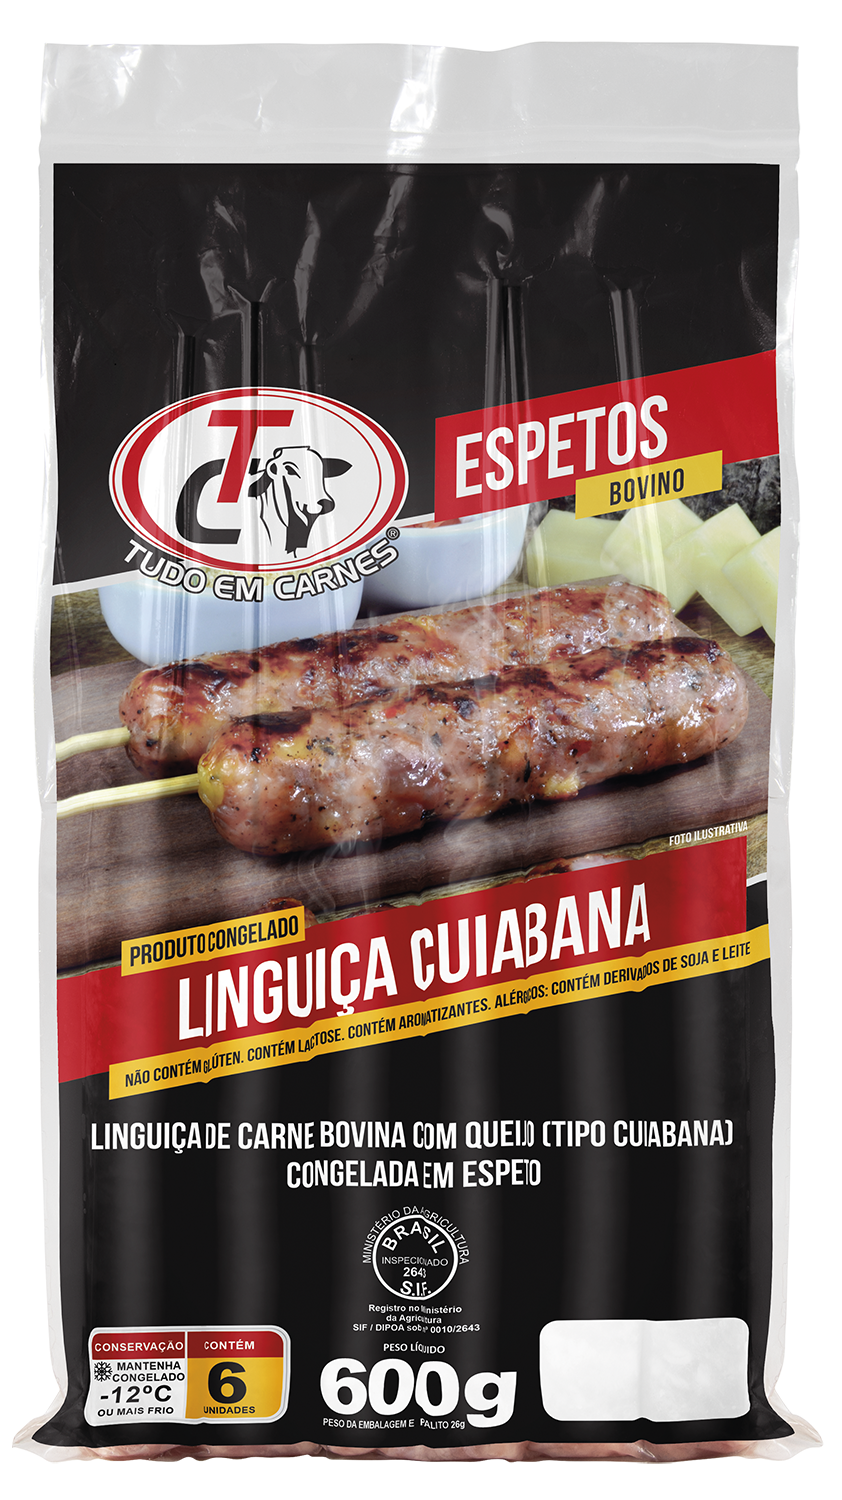 ESPETOS
BOVINO
TC
TUDO EM CARNES®
FOTO ILUSTRATIVA
PRODUTO CONGELADO
LINGUIÇA CUIABANA
NÃO CONTÉM GLÚTEN. CONTÉM LACTOSE. CONTÉM AROMATIZANTES. ALÉRGICOS: CONTÉM DERIVADOS DE SOJA E LEITE
LINGUIÇA DE CARNE BOVINA COM QUEIJO (TIPO CUIABANA)
CONGELADA EM ESPETO
MINISTÉRIO DA AGRICULTURA
BRASIL
INSPECIONADO
2643
S.I.F.
Registro no Ministério
da Agricultura
SIF / DIPOA sob nº 0010/2643
CONSERVAÇÃO
MANTENHA
CONGELADO
-12ºC
OU MAIS FRIO
CONTÉM
6
UNIDADES
PESO LÍQUIDO
600g
PESO DA EMBALAGEM E PALITO 26g